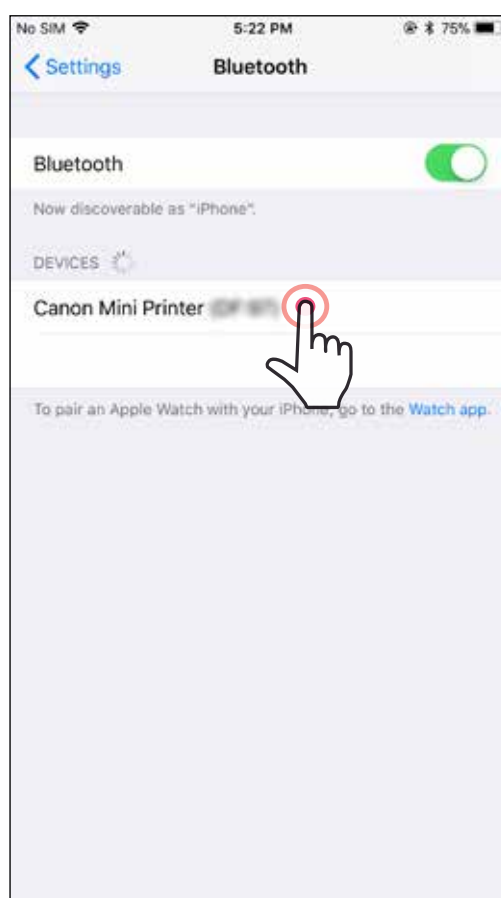 No SIM 5:22 PM 75%
Settings Bluetooth
Bluetooth
Now discoverable as "iPhone".
DEVICES
Canon Mini Printer
To pair an Apple Watch with your iPhone, go to the Watch app.